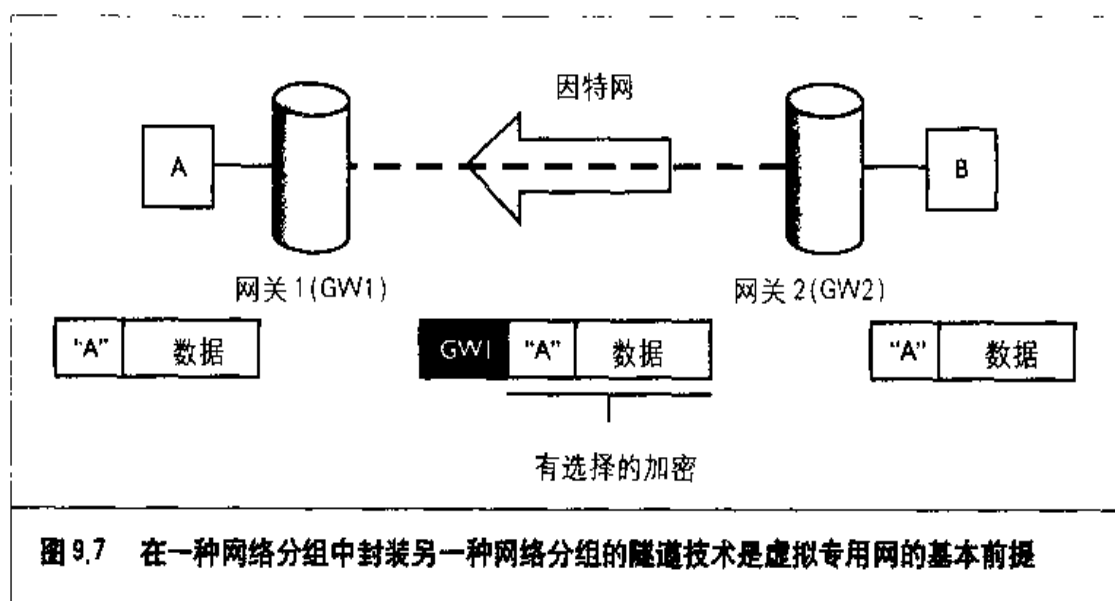 因特网
A
B
网关 1(GW1)
网关 2(GW2)
“A” 数据
GW1 “A” 数据
“A” 数据
有选择的加密
图 9.7 在一种网络分组中封装另一种网络分组的隧道技术是虚拟专用网的基本前提